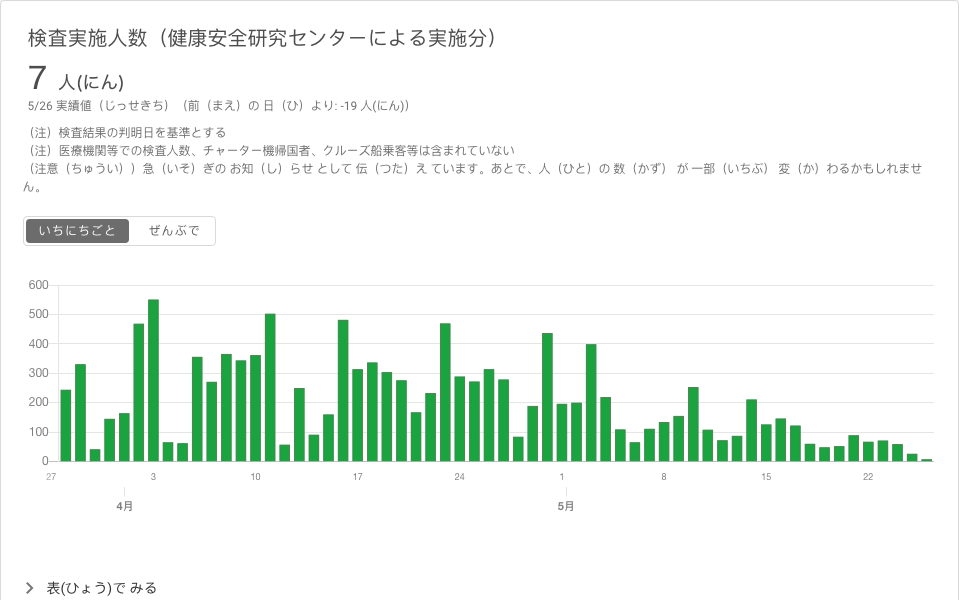 検査実施人数（健康安全研究センターによる実施分）
7 人(にん)
5/26 実績値（じっせきち）（前（まえ）の 日（ひ）より: -19 人(にん)）
（注）検査結果の判明日を基準とする
（注）医療機関等での検査人数、チャーター機帰国者、クルーズ船乗客等は含まれていない
（注意（ちゅうい））急（いそ）ぎの お知（し）らせ として 伝（つた）え ています。あとで、人（ひと）の 数（かず） が 一部（いちぶ） 変（か）わるかもしれませ
ん。
いちにちごと ぜんぶで
600
500
400
300
200
100
0
27 3 10 17 24 1 8 15 22
4月 5月
表(ひょう)で みる